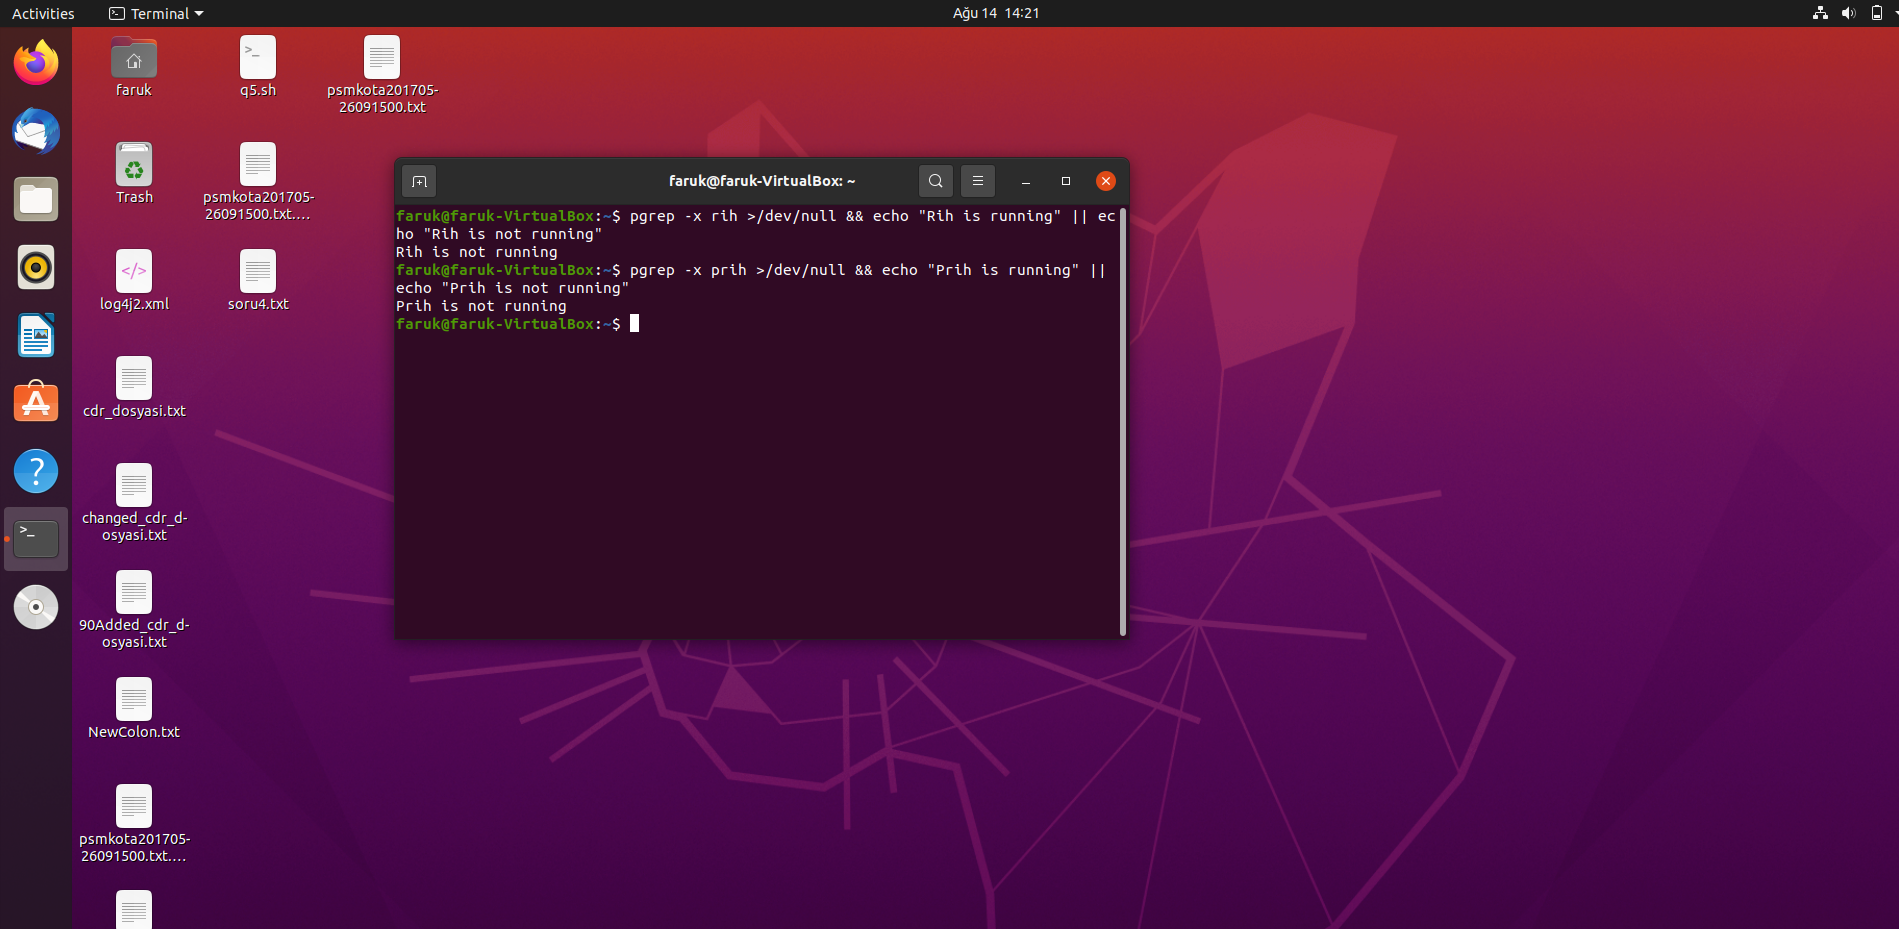 Activities
Terminal
Ağu 14 14:21
faruk
q5.sh
psmkota201705-
26091500.txt
Trash
psmkota201705-
26091500.txt....
log4j2.xml
soru4.txt
cdr_dosyasi.txt
changed_cdr_d-
osyasi.txt
90Added_cdr_d-
osyasi.txt
NewColon.txt
psmkota201705-
26091500.txt....
faruk@faruk-VirtualBox: ~
faruk@faruk-VirtualBox:~$ pgrep -x rih >/dev/null && echo "Rih is running" || ec
ho "Rih is not running"
Rih is not running
faruk@faruk-VirtualBox:~$ pgrep -x prih >/dev/null && echo "Prih is running" ||
echo "Prih is not running"
Prih is not running
faruk@faruk-VirtualBox:~$